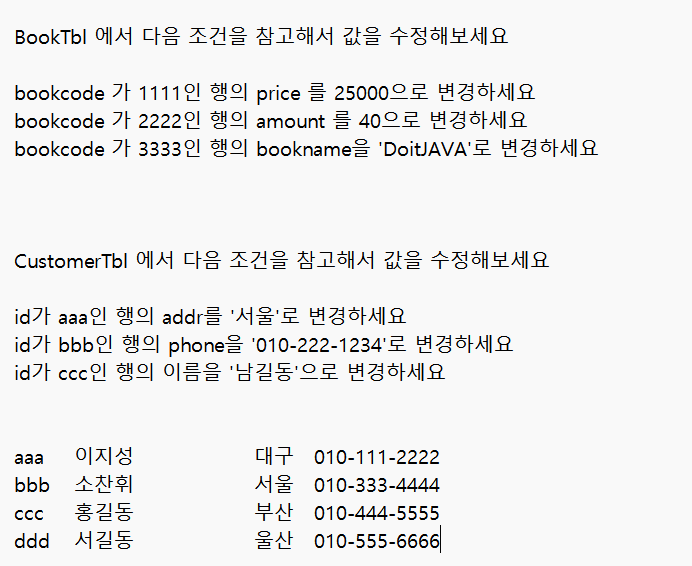 BookTbl 에서 다음 조건을 참고해서 값을 수정해보세요
bookcode 가 1111인 행의 price 를 25000으로 변경하세요
bookcode 가 2222인 행의 amount 를 40으로 변경하세요
bookcode 가 3333인 행의 bookname을 'DoitJAVA'로 변경하세요
CustomerTbl 에서 다음 조건을 참고해서 값을 수정해보세요
id가 aaa인 행의 addr를 '서울'로 변경하세요
id가 bbb인 행의 phone을 '010-222-1234'로 변경하세요
id가 ccc인 행의 이름을 '남길동'으로 변경하세요
aaa 이지성 대구 010-111-2222
bbb 소찬휘 서울 010-333-4444
ccc 홍길동 부산 010-444-5555
ddd 서길동 울산 010-555-6666